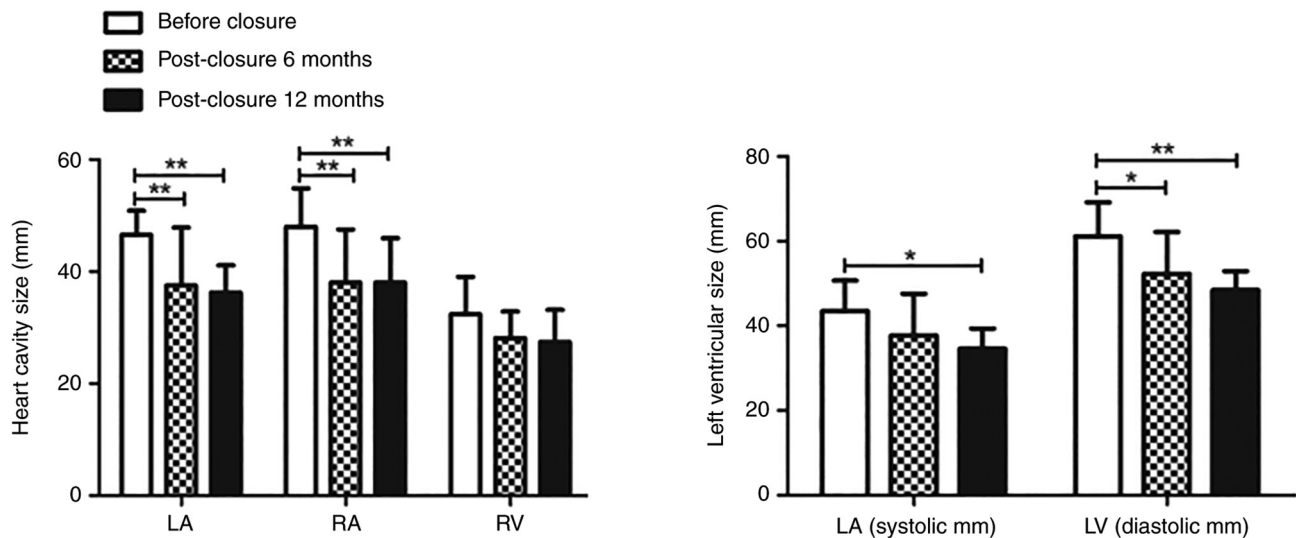 Before closure
Post-closure 6 months
Post-closure 12 months
Heart cavity size (mm)
60
40
20
0
**
**
**
**
LA
RA
RV
Left ventricular size (mm)
80
60
40
20
0
*
**
*
LA (systolic mm)
LV (diastolic mm)